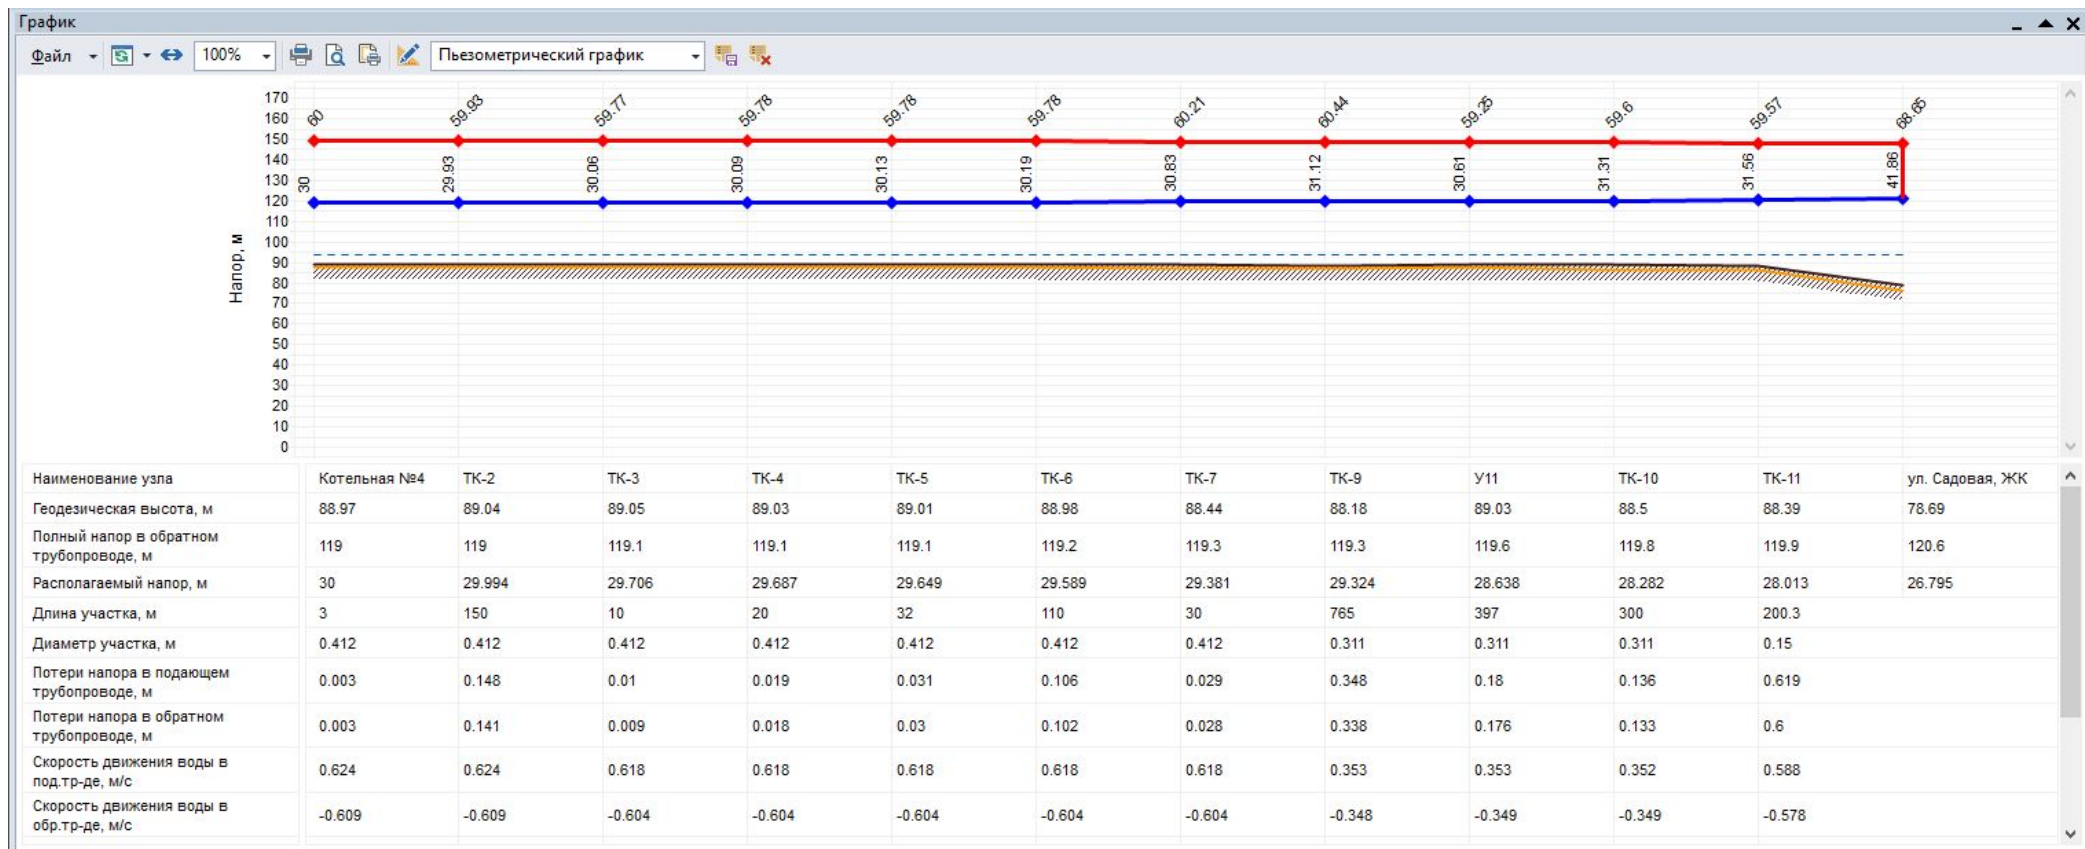 График
Файл 100% Пьезометрический график
Напор, м
170
160
150
140
130
120
110
100
90
80
70
60
50
40
30
20
10
0
60 59.93 59.77 59.78 59.78 59.78 60.21 60.44 59.25 59.6 59.57 68.65
30 29.93 30.06 30.09 30.13 30.19 30.83 31.12 30.61 31.31 31.56 41.86
Наименование узла Котельная №4 ТК-2 ТК-3 ТК-4 ТК-5 ТК-6 ТК-7 ТК-9 У11 ТК-10 ТК-11 ул. Садовая, ЖК
Геодезическая высота, м 88.97 89.04 89.05 89.03 89.01 88.98 88.44 88.18 89.03 88.5 88.39 78.69
Полный напор в обратном
трубопроводе, м 119 119 119.1 119.1 119.1 119.2 119.3 119.3 119.6 119.8 119.9 120.6
Располагаемый напор, м 30 29.994 29.706 29.687 29.649 29.589 29.381 29.324 28.638 28.282 28.013 26.795
Длина участка, м 3 150 10 20 32 110 30 765 397 300 200.3
Диаметр участка, м 0.412 0.412 0.412 0.412 0.412 0.412 0.412 0.311 0.311 0.311 0.15
Потери напора в подающем
трубопроводе, м 0.003 0.148 0.01 0.019 0.031 0.106 0.029 0.348 0.18 0.136 0.619
Потери напора в обратном
трубопроводе, м 0.003 0.141 0.009 0.018 0.03 0.102 0.028 0.338 0.176 0.133 0.6
Скорость движения воды в
под.тр-де, м/с 0.624 0.624 0.618 0.618 0.618 0.618 0.618 0.353 0.353 0.352 0.588
Скорость движения воды в
обр.тр-де, м/с -0.609 -0.609 -0.604 -0.604 -0.604 -0.604 -0.604 -0.348 -0.349 -0.349 -0.578